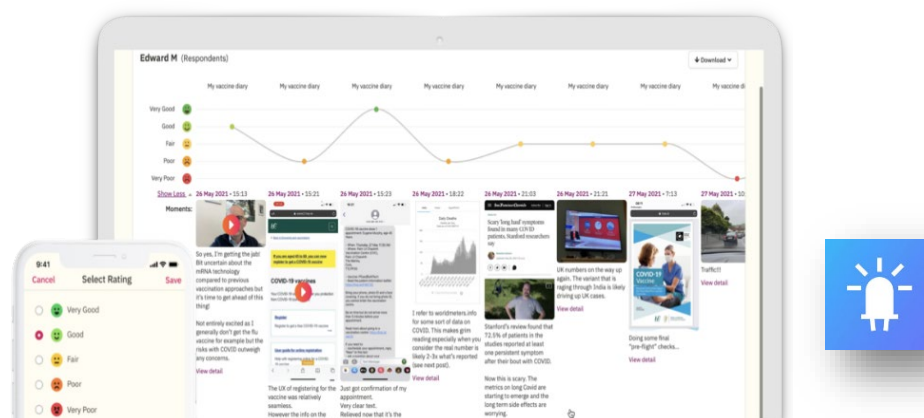 Edward M (Respondents)
Download
My vaccine diary
My vaccine diary
My vaccine diary
My vaccine diary
My vaccine diary
My vaccine diary
My vaccine diary
My vaccine d
Very Good
Good
Fair
Poor
Very Poor
Show Less
26 May 2021 • 15:13
26 May 2021 • 15:21
26 May 2021 • 15:23
26 May 2021 • 18:22
26 May 2021 • 21:03
26 May 2021 • 21:21
27 May 2021 • 7:13
27 May 2021 • 10:
Moments:
So yes, I'm getting the jab!
Bit uncertain about the
mRNA technology
compared to previous
vaccination approaches but
it's time to get ahead of this
thing!
Not entirely excited as I
generally don't get the flu
vaccine for example but the
risks with COVID outweigh
any concerns.
View detail
COVID-19 vaccines
Register
The UX of registering for the
vaccine was relatively
seamless.
However the info on the
Just got confirmation of my
appointment.
Very clear text.
Relieved now that it's the
I refer to worldmeters.info
for some sort of data on
COVID. This makes grim
reading especially when you
consider the real number is
likely 2-3x what's reported
(see next post).
View detail
Scary 'long haul' symptoms
found in many COVID
patients, Stanford researchers
say
Stanford's review found that
72.5% of patients in the
studies reported at least
one persistent symptom
after their bout with COVID.
Now this is scary. The
metrics on long Covid are
starting to emerge and the
long term side effects are
worrying.
UK numbers on the way up
again. The variant that is
raging through India is likely
driving up UK cases.
View detail
COVID-19
Doing some final
"pre-flight" checks...
View detail
Traffic!!
View detail
9:41
Cancel
Select Rating
Save
Very Good
Good
Fair
Poor
Very Poor